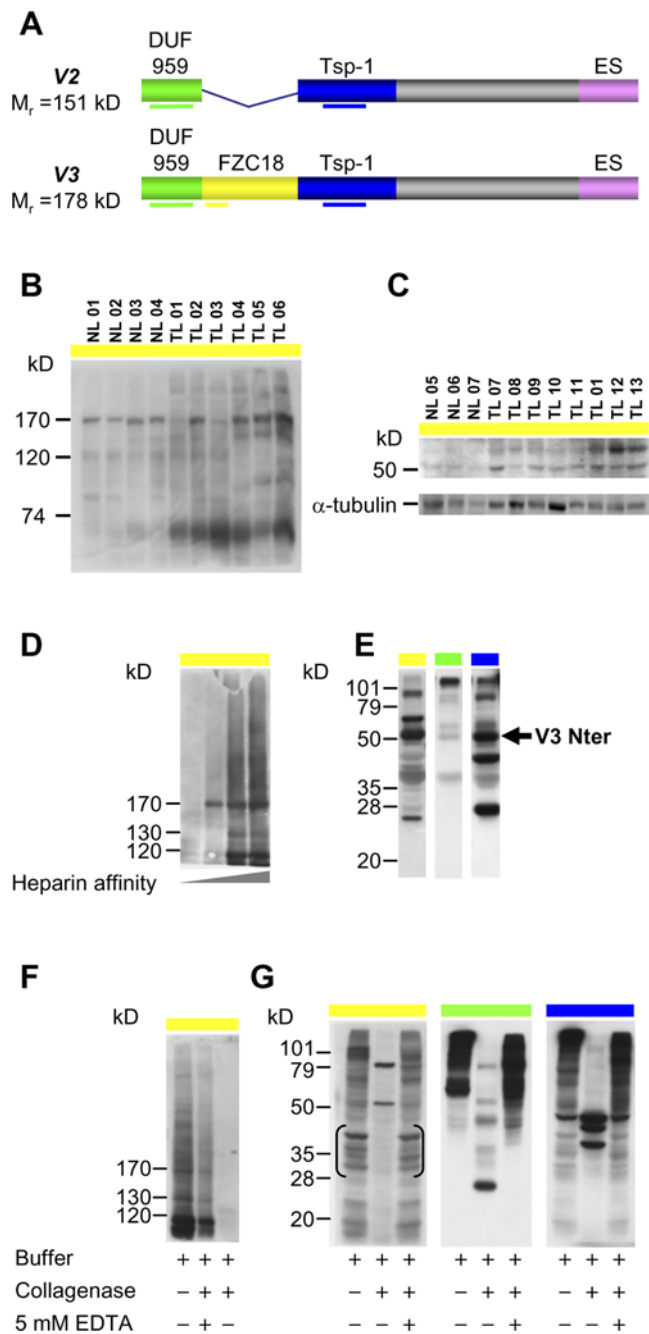 A
DUF
959
Tsp-1
ES
V2
Mr =151 kD
DUF
959
FZC18
Tsp-1
ES
V3
Mr =178 kD
B
NL 01
NL 02
NL 03
NL 04
TL 01
TL 02
TL 03
TL 04
TL 05
TL 06
kD
170
120
74
C
NL 05
NL 06
NL 07
TL 07
TL 08
TL 09
TL 10
TL 11
TL 01
TL 12
TL 13
kD
50
α-tubulin
D
kD
170
130
120
Heparin affinity
E
kD
101
79
50
35
28
20
V3 Nter
F
kD
170
130
120
G
kD
101
79
50
35
28
20
Buffer + + + + + + + + + + + +
Collagenase – + + – + + – + + – + +
5 mM EDTA – + – – – + – – + – – +